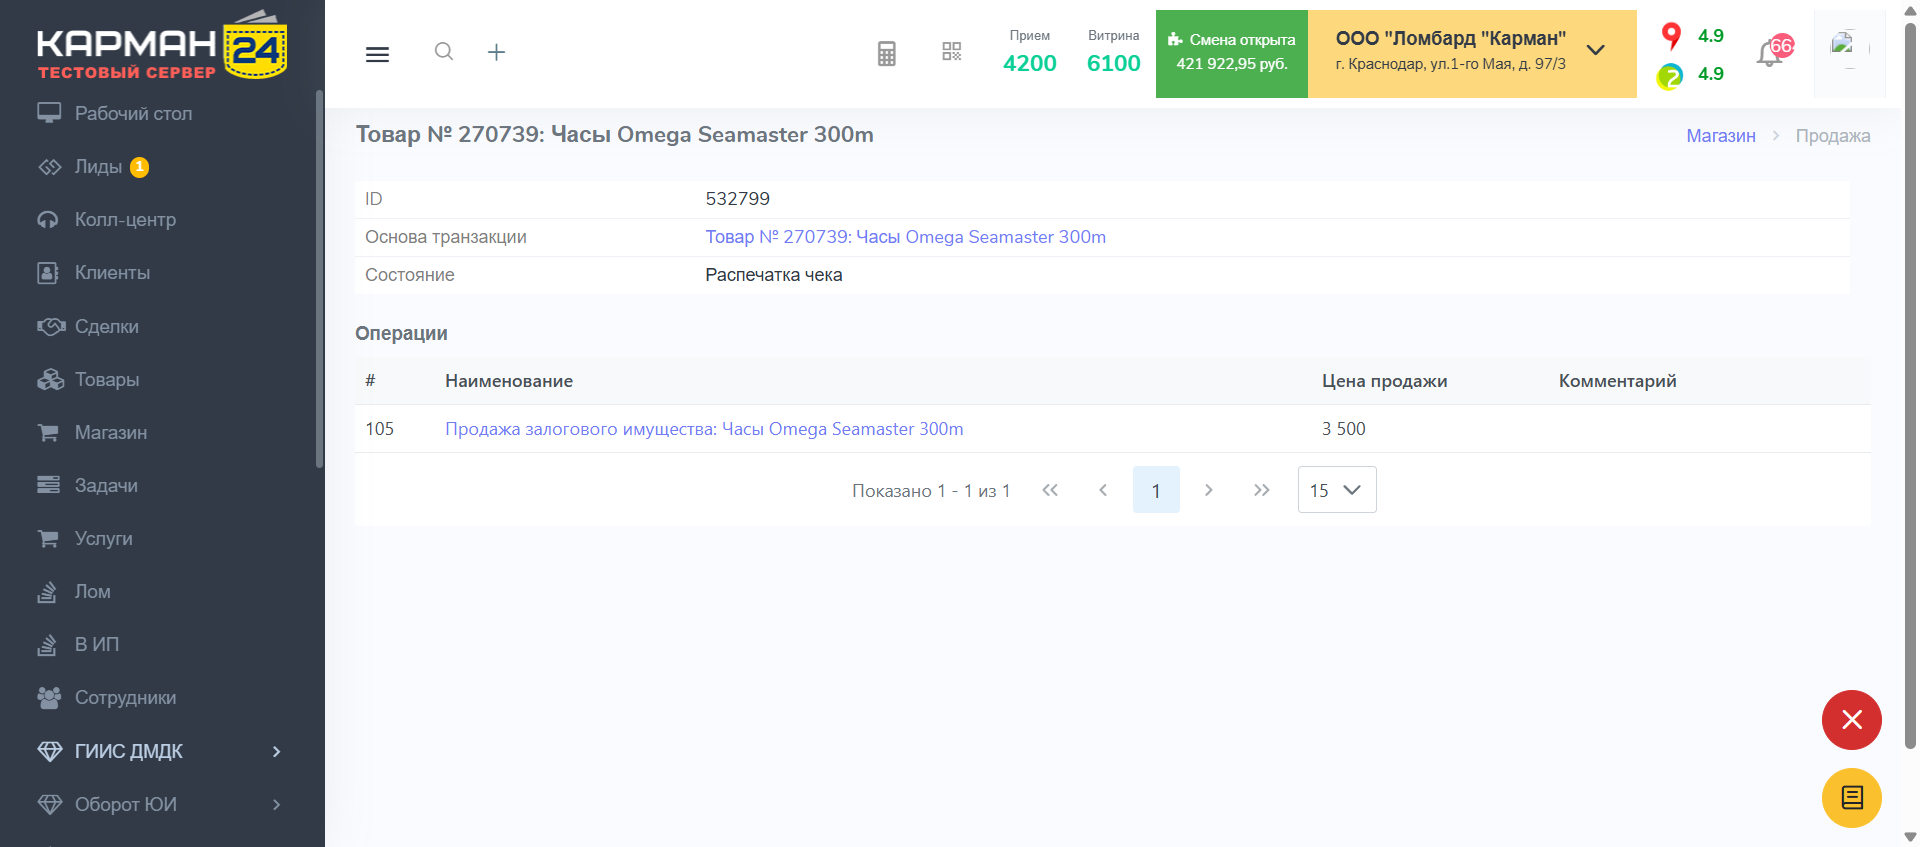 КАРМАН 24
ТЕСТОВЫЙ СЕРВЕР
Рабочий стол
Лиды 1
Колл-центр
Клиенты
Сделки
Товары
Магазин
Задачи
Услуги
Лом
В ИП
Сотрудники
ГИИС ДМДК
Оборот ЮИ
Прием
4200
Витрина
6100
Смена открыта
421 922,95 руб.
ООО "Ломбард "Карман"
г. Краснодар, ул.1-го Мая, д. 97/3
4.9
4.9
Товар № 270739: Часы Omega Seamaster 300m
Магазин > Продажа
ID 532799
Основа транзакции Товар № 270739: Часы Omega Seamaster 300m
Состояние Распечатка чека
Операции
# Наименование Цена продажи Комментарий
105 Продажа залогового имущества: Часы Omega Seamaster 300m 3 500
Показано 1 - 1 из 1 1 15